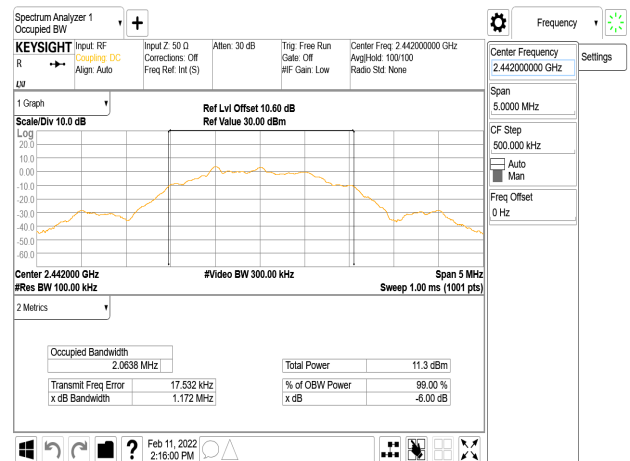 Spectrum Analyzer 1
Occupied BW
Frequency
KEYSIGHT
R
Input: RF
Coupling: DC
Align: Auto
Input Z: 50 Ω
Corrections: Off
Freq Ref: Int (S)
Atten: 30 dB
Trig: Free Run
Gate: Off
#IF Gain: Low
Center Freq: 2.442000000 GHz
Avg|Hold: 100/100
Radio Std: None
Center Frequency
2.442000000 GHz
Settings
Span
5.0000 MHz
CF Step
500.000 kHz
Auto
Man
Freq Offset
0 Hz
1 Graph
Scale/Div 10.0 dB
Ref Lvl Offset 10.60 dB
Ref Value 30.00 dBm
Log
20.0
10.0
0.00
-10.0
-20.0
-30.0
-40.0
-50.0
-60.0
Center 2.442000 GHz
#Res BW 100.00 kHz
#Video BW 300.00 kHz
Span 5 MHz
Sweep 1.00 ms (1001 pts)
2 Metrics
Occupied Bandwidth
2.0638 MHz
Transmit Freq Error 17.532 kHz
x dB Bandwidth 1.172 MHz
Total Power 11.3 dBm
% of OBW Power 99.00 %
x dB -6.00 dB
?
Feb 11, 2022
2:16:00 PM